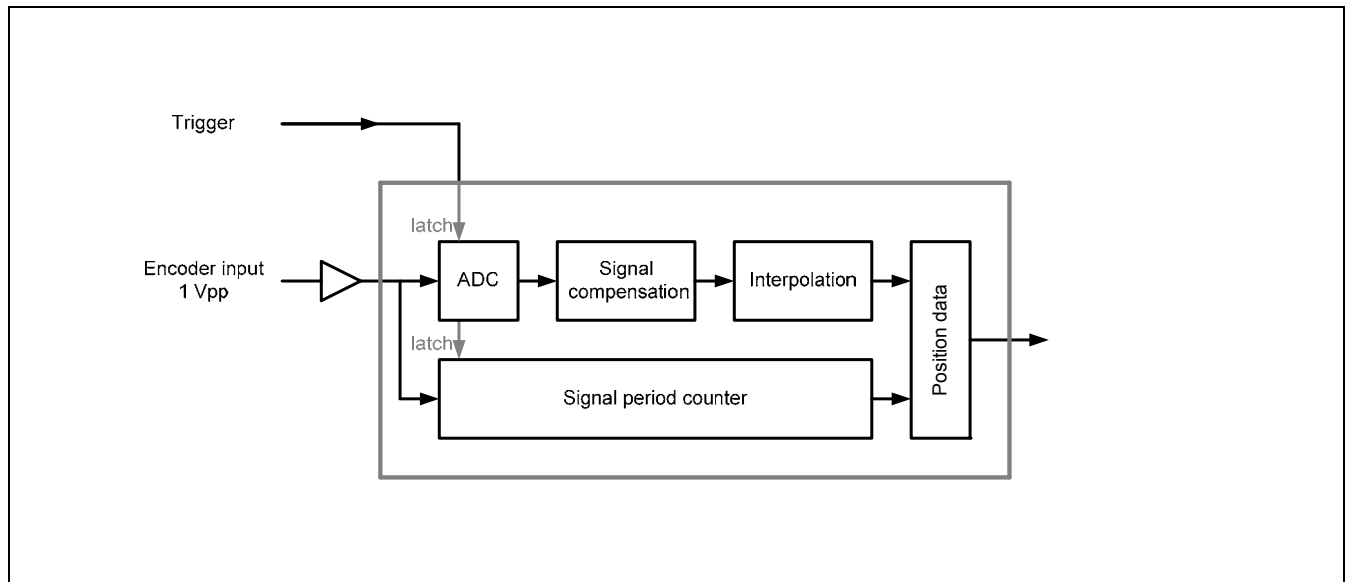 Trigger
latch
Encoder input
1 Vpp
ADC
Signal
compensation
Interpolation
Position data
latch
Signal period counter